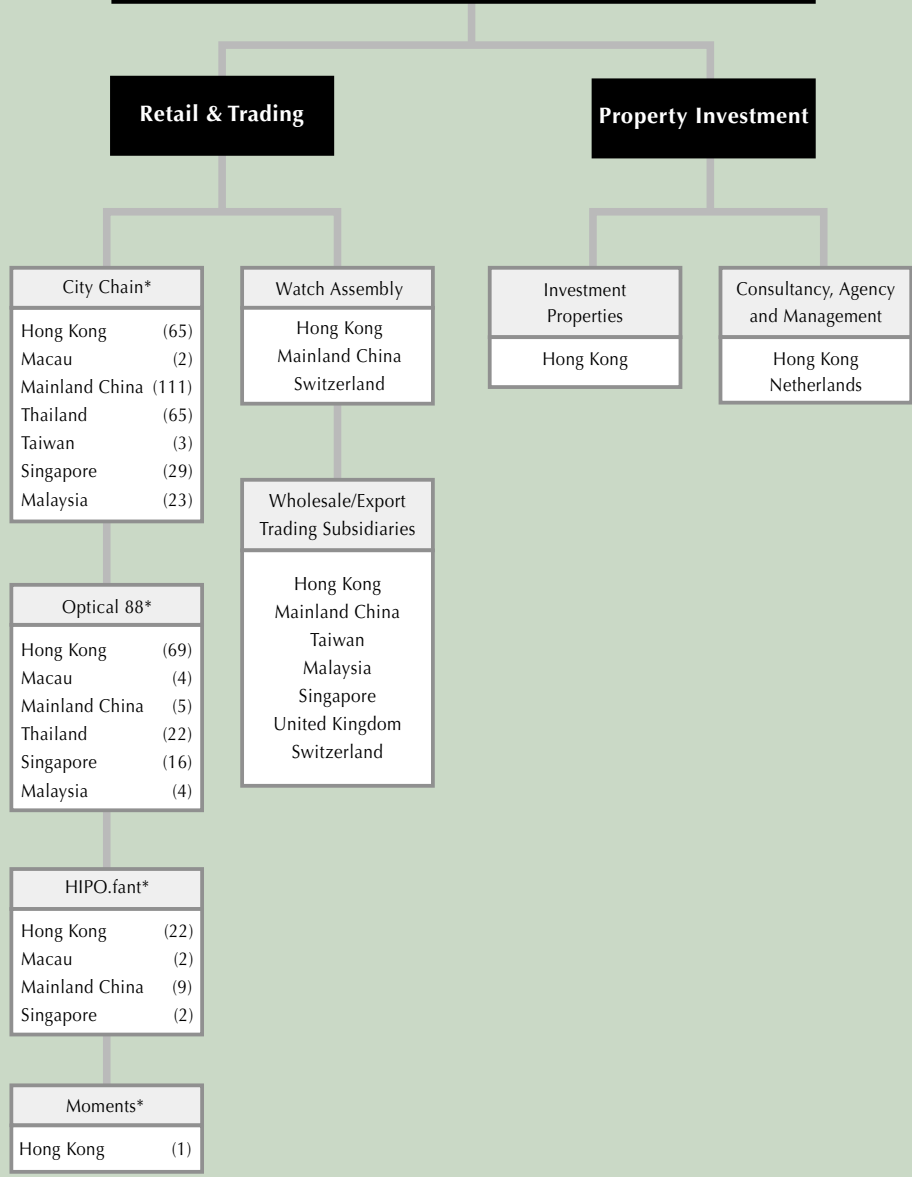 Retail & Trading
Property Investment
City Chain*
Hong Kong (65)
Macau (2)
Mainland China (111)
Thailand (65)
Taiwan (3)
Singapore (29)
Malaysia (23)
Watch Assembly
Hong Kong
Mainland China
Switzerland
Investment
Properties
Hong Kong
Consultancy, Agency
and Management
Hong Kong
Netherlands
Wholesale/Export
Trading Subsidiaries
Hong Kong
Mainland China
Taiwan
Malaysia
Singapore
United Kingdom
Switzerland
Optical 88*
Hong Kong (69)
Macau (4)
Mainland China (5)
Thailand (22)
Singapore (16)
Malaysia (4)
HIPO.fant*
Hong Kong (22)
Macau (2)
Mainland China (9)
Singapore (2)
Moments*
Hong Kong (1)